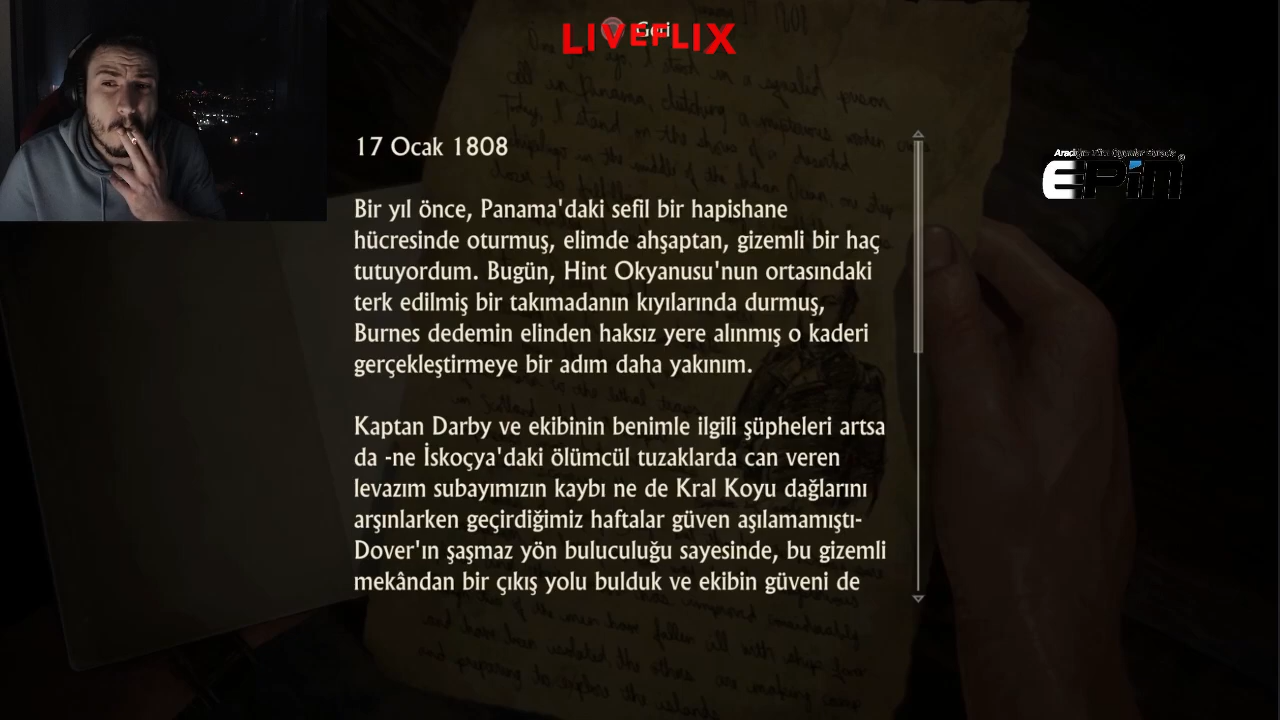 LIVEFLIX
Geri
17 Ocak 1808
Bir yıl önce, Panama'daki sefil bir hapishane
hücresinde oturmuş, elimde ahşaptan, gizemli bir haç
tutuyordum. Bugün, Hint Okyanusu'nun ortasındaki
terk edilmiş bir takımadanın kıyılarında durmuş,
Burnes dedemin elinden haksız yere alınmış o kaderi
gerçekleştirmeye bir adım daha yakınım.
Kaptan Darby ve ekibinin benimle ilgili şüpheleri artsa
da -ne İskoçya'daki ölümcül tuzaklarda can veren
levazım subayımızın kaybı ne de Kral Koyu dağlarını
arşınlarken geçirdiğimiz haftalar güven aşılamamıştı-
Dover'ın şaşmaz yön buluculuğu sayesinde, bu gizemli
mekândan bir çıkış yolu bulduk ve ekibin güveni de
EPiN